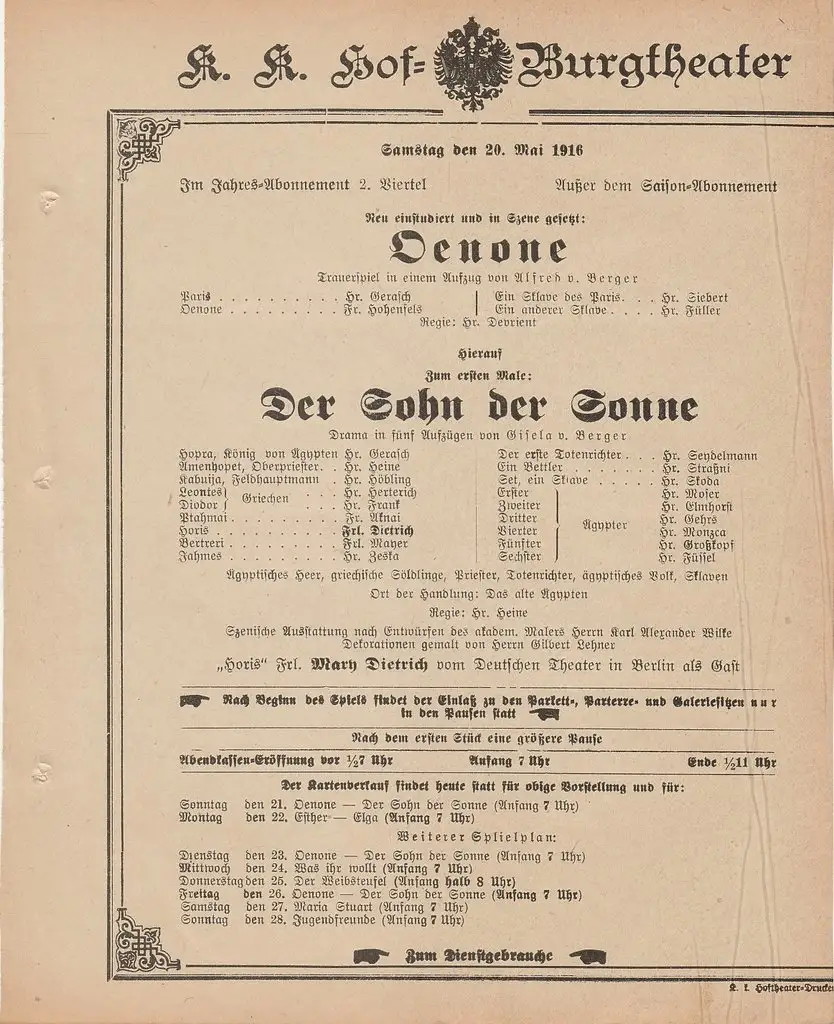 K. K. Hof-Burgtheater
Samstag den 20. Mai 1916
Im Jahres-Abonnement 2. Viertel Außer dem Saison-Abonnement
Neu einstudiert und in Szene gesetzt:
Oenone
Trauerspiel in einem Aufzug von Alfred v. Berger
Paris . . . . . . . . . . Hr. Gerasch Ein Sklave des Paris. . . Hr. Siebert
Oenone . . . . . . . . . Fr. Hohenfels Ein anderer Sklave . . . . Hr. Füller
Regie: Hr. Devrient
Hierauf
Zum ersten Male:
Der Sohn der Sonne
Drama in fünf Aufzügen von Gisela v. Berger
Hopra, König von Ägypten Hr. Gerasch Der erste Totenrichter . . . Hr. Seydelmann
Amenhopet, Oberpriester. . Hr. Heine Ein Bettler . . . . . . . Hr. Straßni
Kabuija, Feldhauptmann . Hr. Höbling Set, ein Sklave . . . . . Hr. Skoda
Leontes } Griechen . . . Hr. Herterich Erster Hr. Moser
Diodor } . . . Hr. Frank Zweiter Hr. Elmhorst
Ptahmai . . . . . . . . . Fr. Aknai Dritter } Ägypter Hr. Gehrs
Horis . . . . . . . . . . Frl. Dietrich Vierter Hr. Monzca
Bertreri . . . . . . . . . Frl. Mayer Fünfter Hr. Großkopf
Jahmes . . . . . . . . . Hr. Zeska Sechster Hr. Füssel
Ägyptisches Heer, griechische Söldlinge, Priester, Totenrichter, ägyptisches Volk, Sklaven
Ort der Handlung: Das alte Ägypten
Regie: Hr. Heine
Szenische Ausstattung nach Entwürfen des akadem. Malers Herrn Karl Alexander Wilke
Dekorationen gemalt von Herrn Gilbert Lehner
„Horis“ Frl. Mary Dietrich vom Deutschen Theater in Berlin als Gast
Nach Beginn des Spiels findet der Einlaß zu den Parkett-, Parterre- und Galeriesitzen nur
in den Pausen statt
Nach dem ersten Stück eine größere Pause
Abendkassen-Eröffnung vor ½7 Uhr Anfang 7 Uhr Ende ½11 Uhr
Der Kartenverkauf findet heute statt für obige Vorstellung und für:
Sonntag den 21. Oenone — Der Sohn der Sonne (Anfang 7 Uhr)
Montag den 22. Esther — Elga (Anfang 7 Uhr)
Weiterer Splielplan:
Dienstag den 23. Oenone — Der Sohn der Sonne (Anfang 7 Uhr)
Mittwoch den 24. Was ihr wollt (Anfang 7 Uhr)
Donnerstag den 25. Der Weibsteufel (Anfang halb 8 Uhr)
Freitag den 26. Oenone — Der Sohn der Sonne (Anfang 7 Uhr)
Samstag den 27. Maria Stuart (Anfang 7 Uhr)
Sonntag den 28. Jugendfreunde (Anfang 7 Uhr)
Zum Dienstgebrauche
K. k. Hoftheater-Drucke